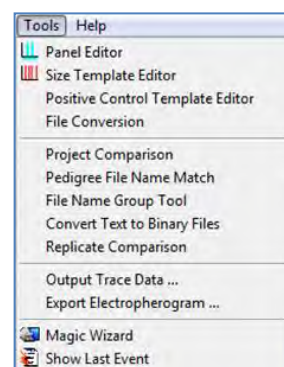 Tools Help
Panel Editor
Size Template Editor
Positive Control Template Editor
File Conversion
Project Comparison
Pedigree File Name Match
File Name Group Tool
Convert Text to Binary Files
Replicate Comparison
Output Trace Data ...
Export Electropherogram ...
Magic Wizard
Show Last Event